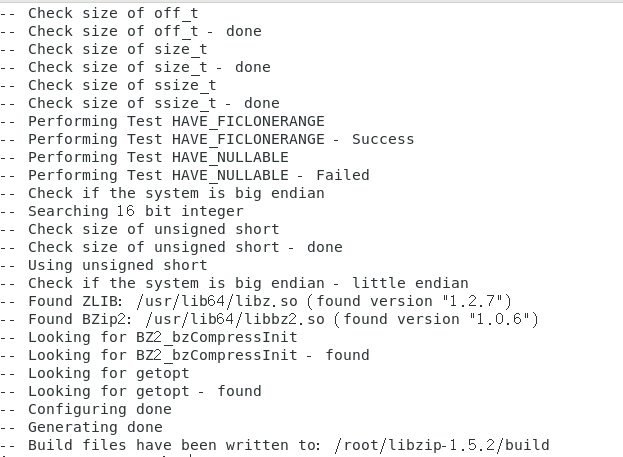 -- Check size of off_t
-- Check size of off_t - done
-- Check size of size_t
-- Check size of size_t - done
-- Check size of ssize_t
-- Check size of ssize_t - done
-- Performing Test HAVE_FICLONERANGE
-- Performing Test HAVE_FICLONERANGE - Success
-- Performing Test HAVE_NULLABLE
-- Performing Test HAVE_NULLABLE - Failed
-- Check if the system is big endian
-- Searching 16 bit integer
-- Check size of unsigned short
-- Check size of unsigned short - done
-- Using unsigned short
-- Check if the system is big endian - little endian
-- Found ZLIB: /usr/lib64/libz.so (found version "1.2.7")
-- Found BZip2: /usr/lib64/libbz2.so (found version "1.0.6")
-- Looking for BZ2_bzCompressInit
-- Looking for BZ2_bzCompressInit - found
-- Looking for getopt
-- Looking for getopt - found
-- Configuring done
-- Generating done
-- Build files have been written to: /root/libzip-1.5.2/build